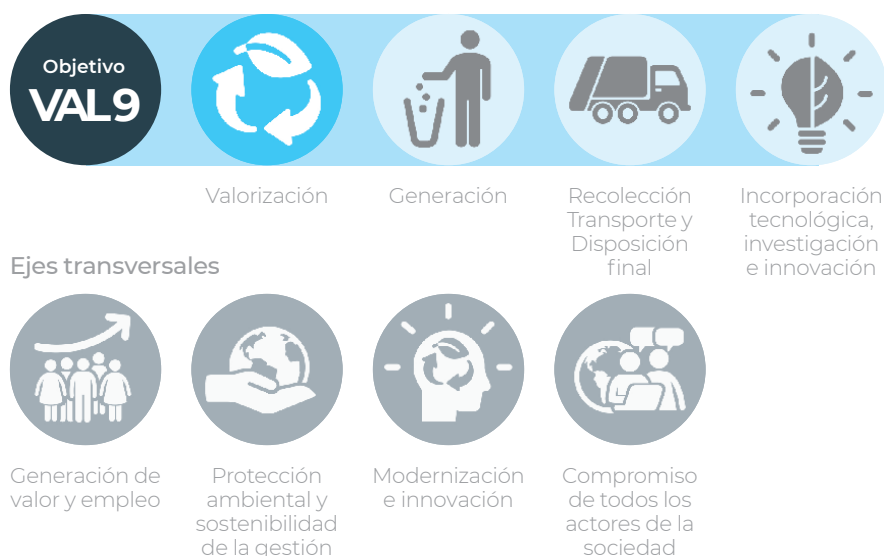 Objetivo
VAL9
Valorización
Generación
Recolección
Transporte y
Disposición
final
Incorporación
tecnológica,
investigación
e innovación
Ejes transversales
Generación de
valor y empleo
Protección
ambiental y
sostenibilidad
de la gestión
Modernización
e innovación
Compromiso
de todos los
actores de la
sociedad